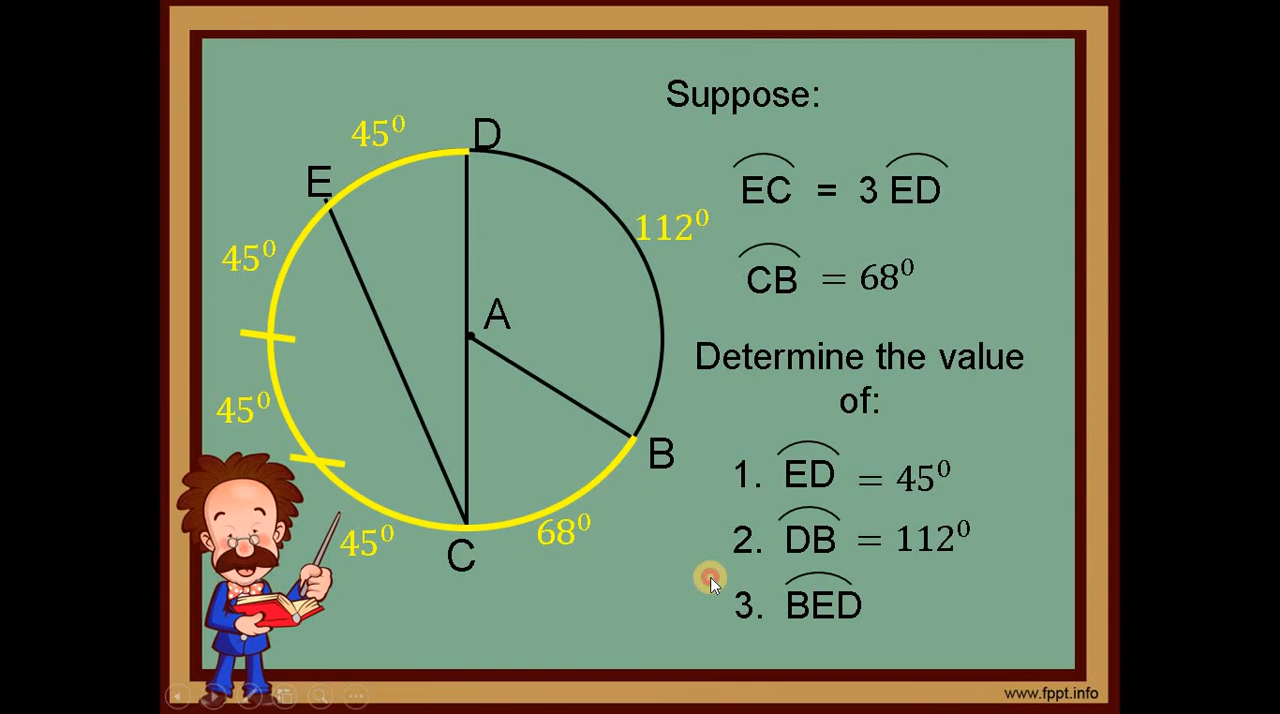 Suppose:
45⁰
D
E
EC = 3 ED
112⁰
45⁰
CB = 68⁰
A
Determine the value
of:
45⁰
B
1. ED = 45⁰
2. DB = 112⁰
68⁰
45⁰
C
3. BED
www.fppt.info